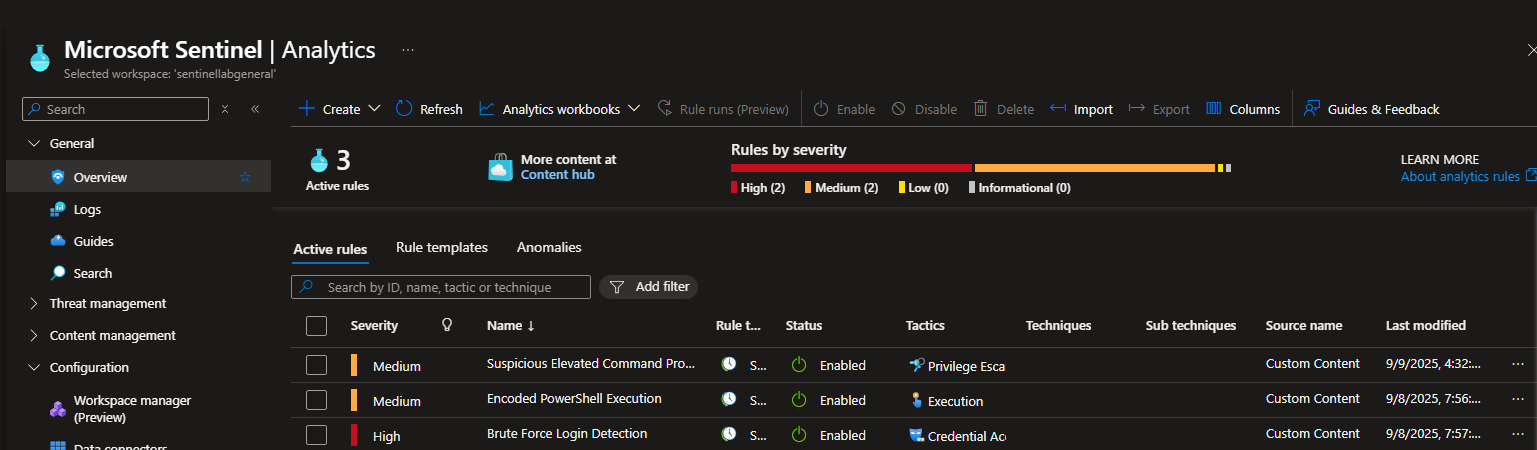 Microsoft Sentinel | Analytics ...
Selected workspace: 'sentinellabgeneral'
Search
General
Overview
Logs
Guides
Search
Threat management
Content management
Configuration
Workspace manager
(Preview)
Data connectors
Create
Refresh
Analytics workbooks
Rule runs (Preview)
Enable
Disable
Delete
Import
Export
Columns
Guides & Feedback
3
Active rules
More content at
Content hub
Rules by severity
High (2) Medium (2) Low (0) Informational (0)
LEARN MORE
About analytics rules
Active rules Rule templates Anomalies
Search by ID, name, tactic or technique
Add filter
Severity Name ↓ Rule t... Status Tactics Techniques Sub techniques Source name Last modified
Medium Suspicious Elevated Command Pro... S... Enabled Privilege Esca Custom Content 9/9/2025, 4:32:... ...
Medium Encoded PowerShell Execution S... Enabled Execution Custom Content 9/8/2025, 7:56:... ...
High Brute Force Login Detection S... Enabled Credential Acc Custom Content 9/8/2025, 7:57:... ...